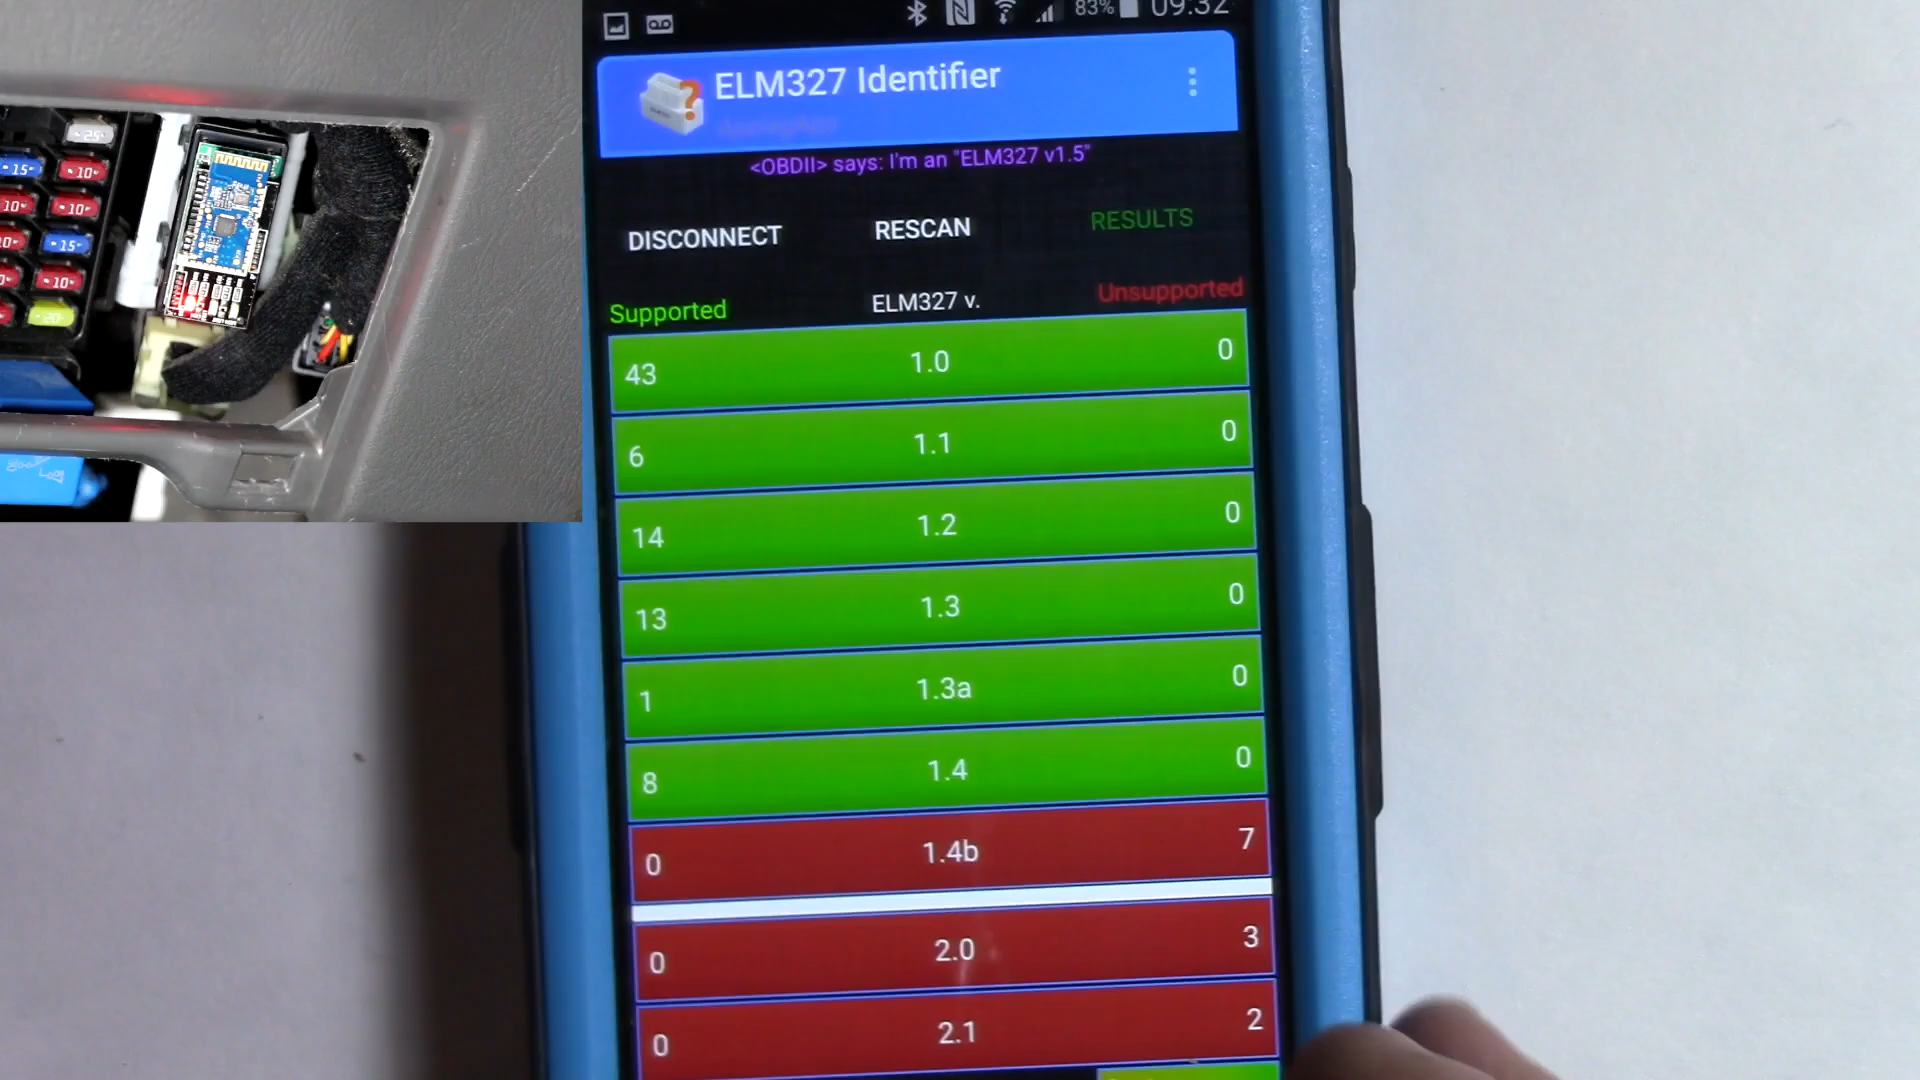 83% 09:32
ELM327 Identifier
<OBDII> says: I'm an "ELM327 v1.5"
DISCONNECT RESCAN RESULTS
Supported ELM327 v. Unsupported
43 1.0 0
6 1.1 0
14 1.2 0
13 1.3 0
1 1.3a 0
8 1.4 0
0 1.4b 7
0 2.0 3
0 2.1 2
25
15 10
10 10
10 15
10
20